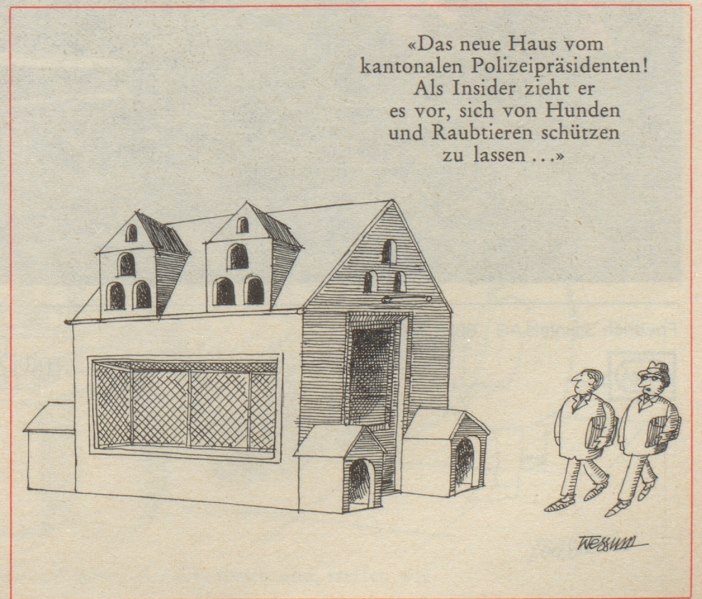 «Das neue Haus vom
kantonalen Polizeipräsidenten!
Als Insider zieht er
es vor, sich von Hunden
und Raubtieren schützen
zu lassen ...»
Wessum